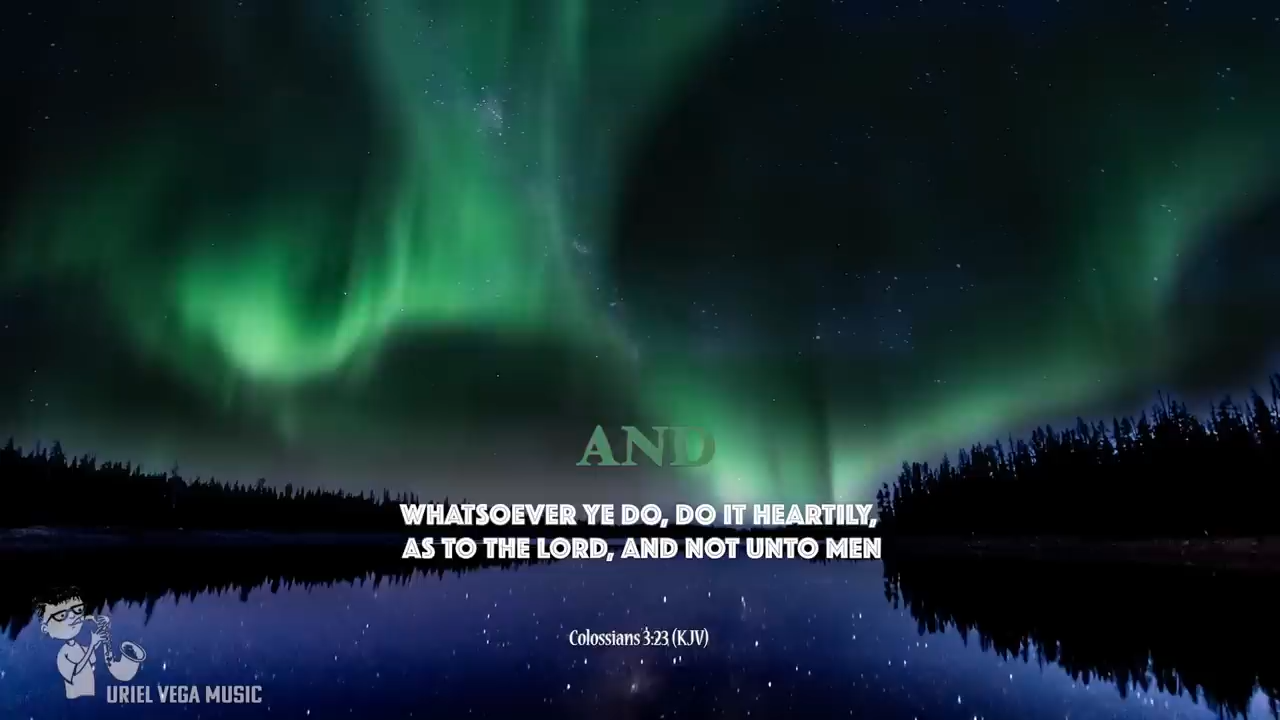 AND
WHATSOEVER YE DO, DO IT HEARTILY,
AS TO THE LORD, AND NOT UNTO MEN
Colossians 3:23 (KJV)
URIEL VEGA MUSIC